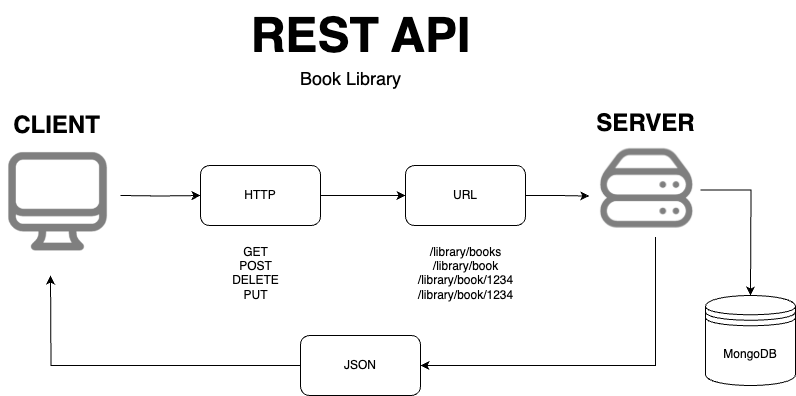 REST API
Book Library
CLIENT
SERVER
HTTP
URL
GET
POST
DELETE
PUT
/library/books
/library/book
/library/book/1234
/library/book/1234
MongoDB
JSON